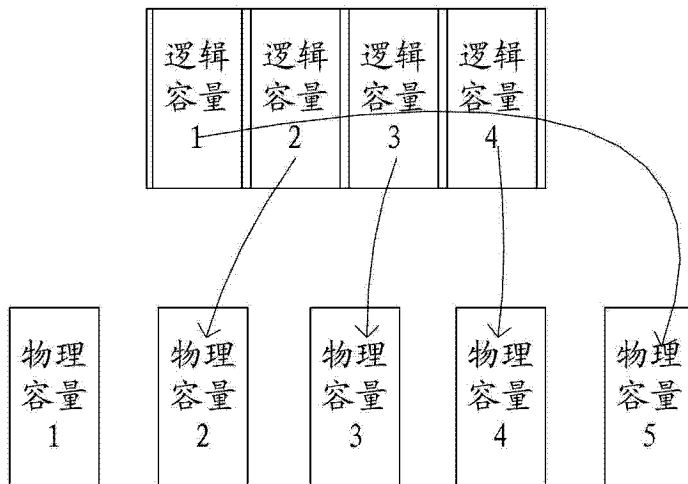 逻辑 逻辑 逻辑 逻辑
容量 容量 容量 容量
1 2 3 4
物理 物理 物理 物理 物理
容量 容量 容量 容量 容量
1 2 3 4 5